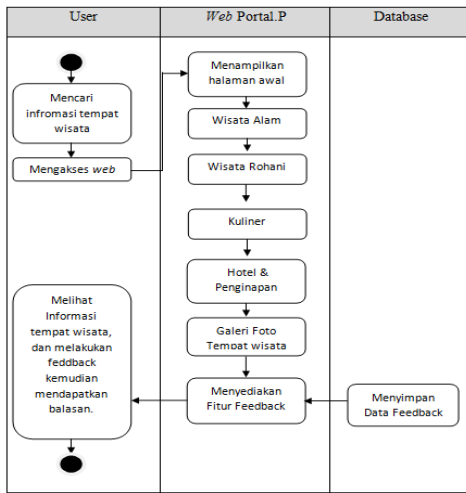 User
Web Portal.P
Database
Mencari
infromasi tempat
wisata
Mengakses web
Menampilkan
halaman awal
Wisata Alam
Wisata Rohani
Kuliner
Hotel &
Penginapan
Galeri Foto
Tempat wisata
Menyediakan
Fitur Feedback
Menyimpan
Data Feedback
Melihat
Informasi
tempat wisata,
dan melakukan
feddback
kemudian
mendapatkan
balasan.